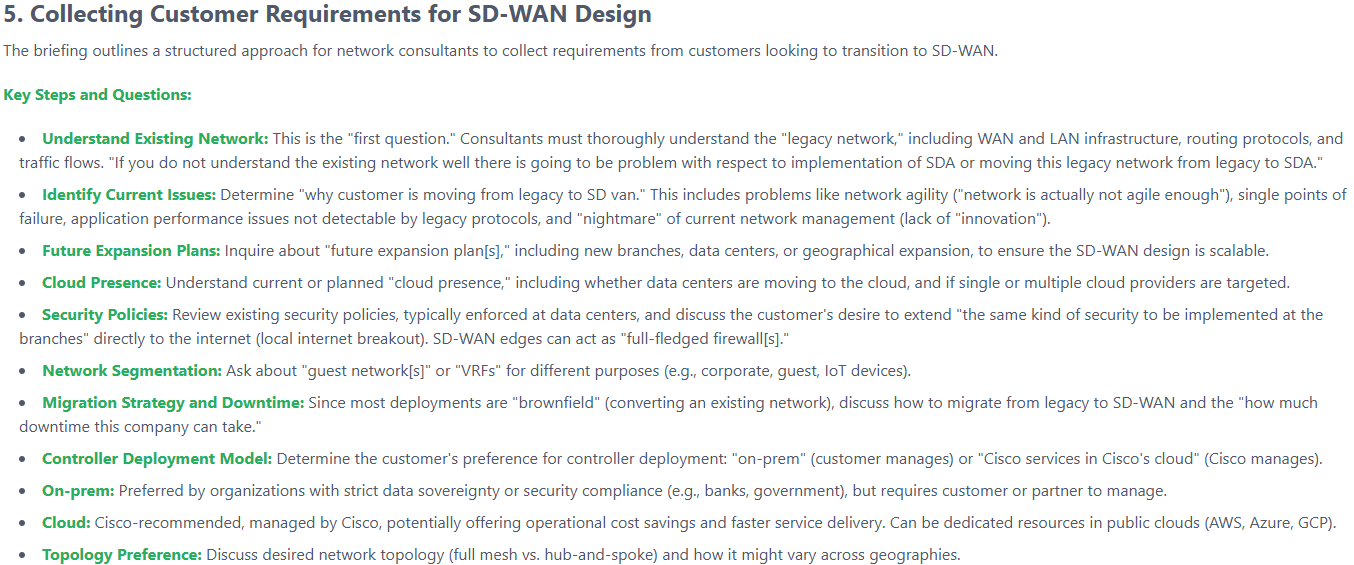 5. Collecting Customer Requirements for SD-WAN Design
The briefing outlines a structured approach for network consultants to collect requirements from customers looking to transition to SD-WAN.
Key Steps and Questions:
• Understand Existing Network: This is the "first question." Consultants must thoroughly understand the "legacy network," including WAN and LAN infrastructure, routing protocols, and
traffic flows. "If you do not understand the existing network well there is going to be problem with respect to implementation of SDA or moving this legacy network from legacy to SDA."
• Identify Current Issues: Determine "why customer is moving from legacy to SD van." This includes problems like network agility ("network is actually not agile enough"), single points of
failure, application performance issues not detectable by legacy protocols, and "nightmare" of current network management (lack of "innovation").
• Future Expansion Plans: Inquire about "future expansion plan[s]," including new branches, data centers, or geographical expansion, to ensure the SD-WAN design is scalable.
• Cloud Presence: Understand current or planned "cloud presence," including whether data centers are moving to the cloud, and if single or multiple cloud providers are targeted.
• Security Policies: Review existing security policies, typically enforced at data centers, and discuss the customer's desire to extend "the same kind of security to be implemented at the
branches" directly to the internet (local internet breakout). SD-WAN edges can act as "full-fledged firewall[s]."
• Network Segmentation: Ask about "guest network[s]" or "VRFs" for different purposes (e.g., corporate, guest, IoT devices).
• Migration Strategy and Downtime: Since most deployments are "brownfield" (converting an existing network), discuss how to migrate from legacy to SD-WAN and the "how much
downtime this company can take."
• Controller Deployment Model: Determine the customer's preference for controller deployment: "on-prem" (customer manages) or "Cisco services in Cisco's cloud" (Cisco manages).
• On-prem: Preferred by organizations with strict data sovereignty or security compliance (e.g., banks, government), but requires customer or partner to manage.
• Cloud: Cisco-recommended, managed by Cisco, potentially offering operational cost savings and faster service delivery. Can be dedicated resources in public clouds (AWS, Azure, GCP).
• Topology Preference: Discuss desired network topology (full mesh vs. hub-and-spoke) and how it might vary across geographies.